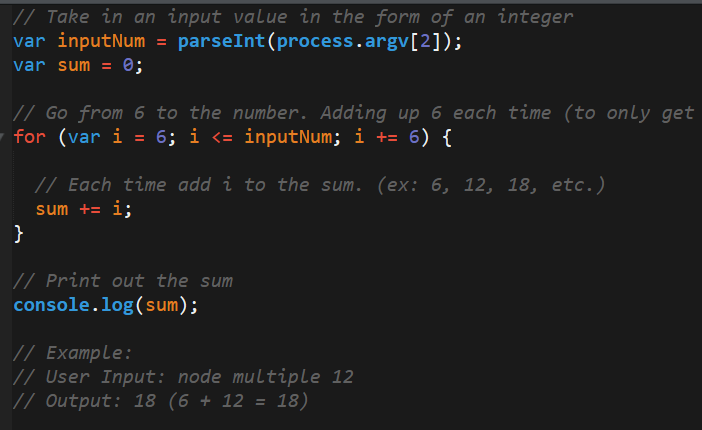 // Take in an input value in the form of an integer
var inputNum = parseInt(process.argv[2]);
var sum = 0;
// Go from 6 to the number. Adding up 6 each time (to only get
for (var i = 6; i <= inputNum; i += 6) {
// Each time add i to the sum. (ex: 6, 12, 18, etc.)
sum += i;
}
// Print out the sum
console.log(sum);
// Example:
// User Input: node multiple 12
// Output: 18 (6 + 12 = 18)